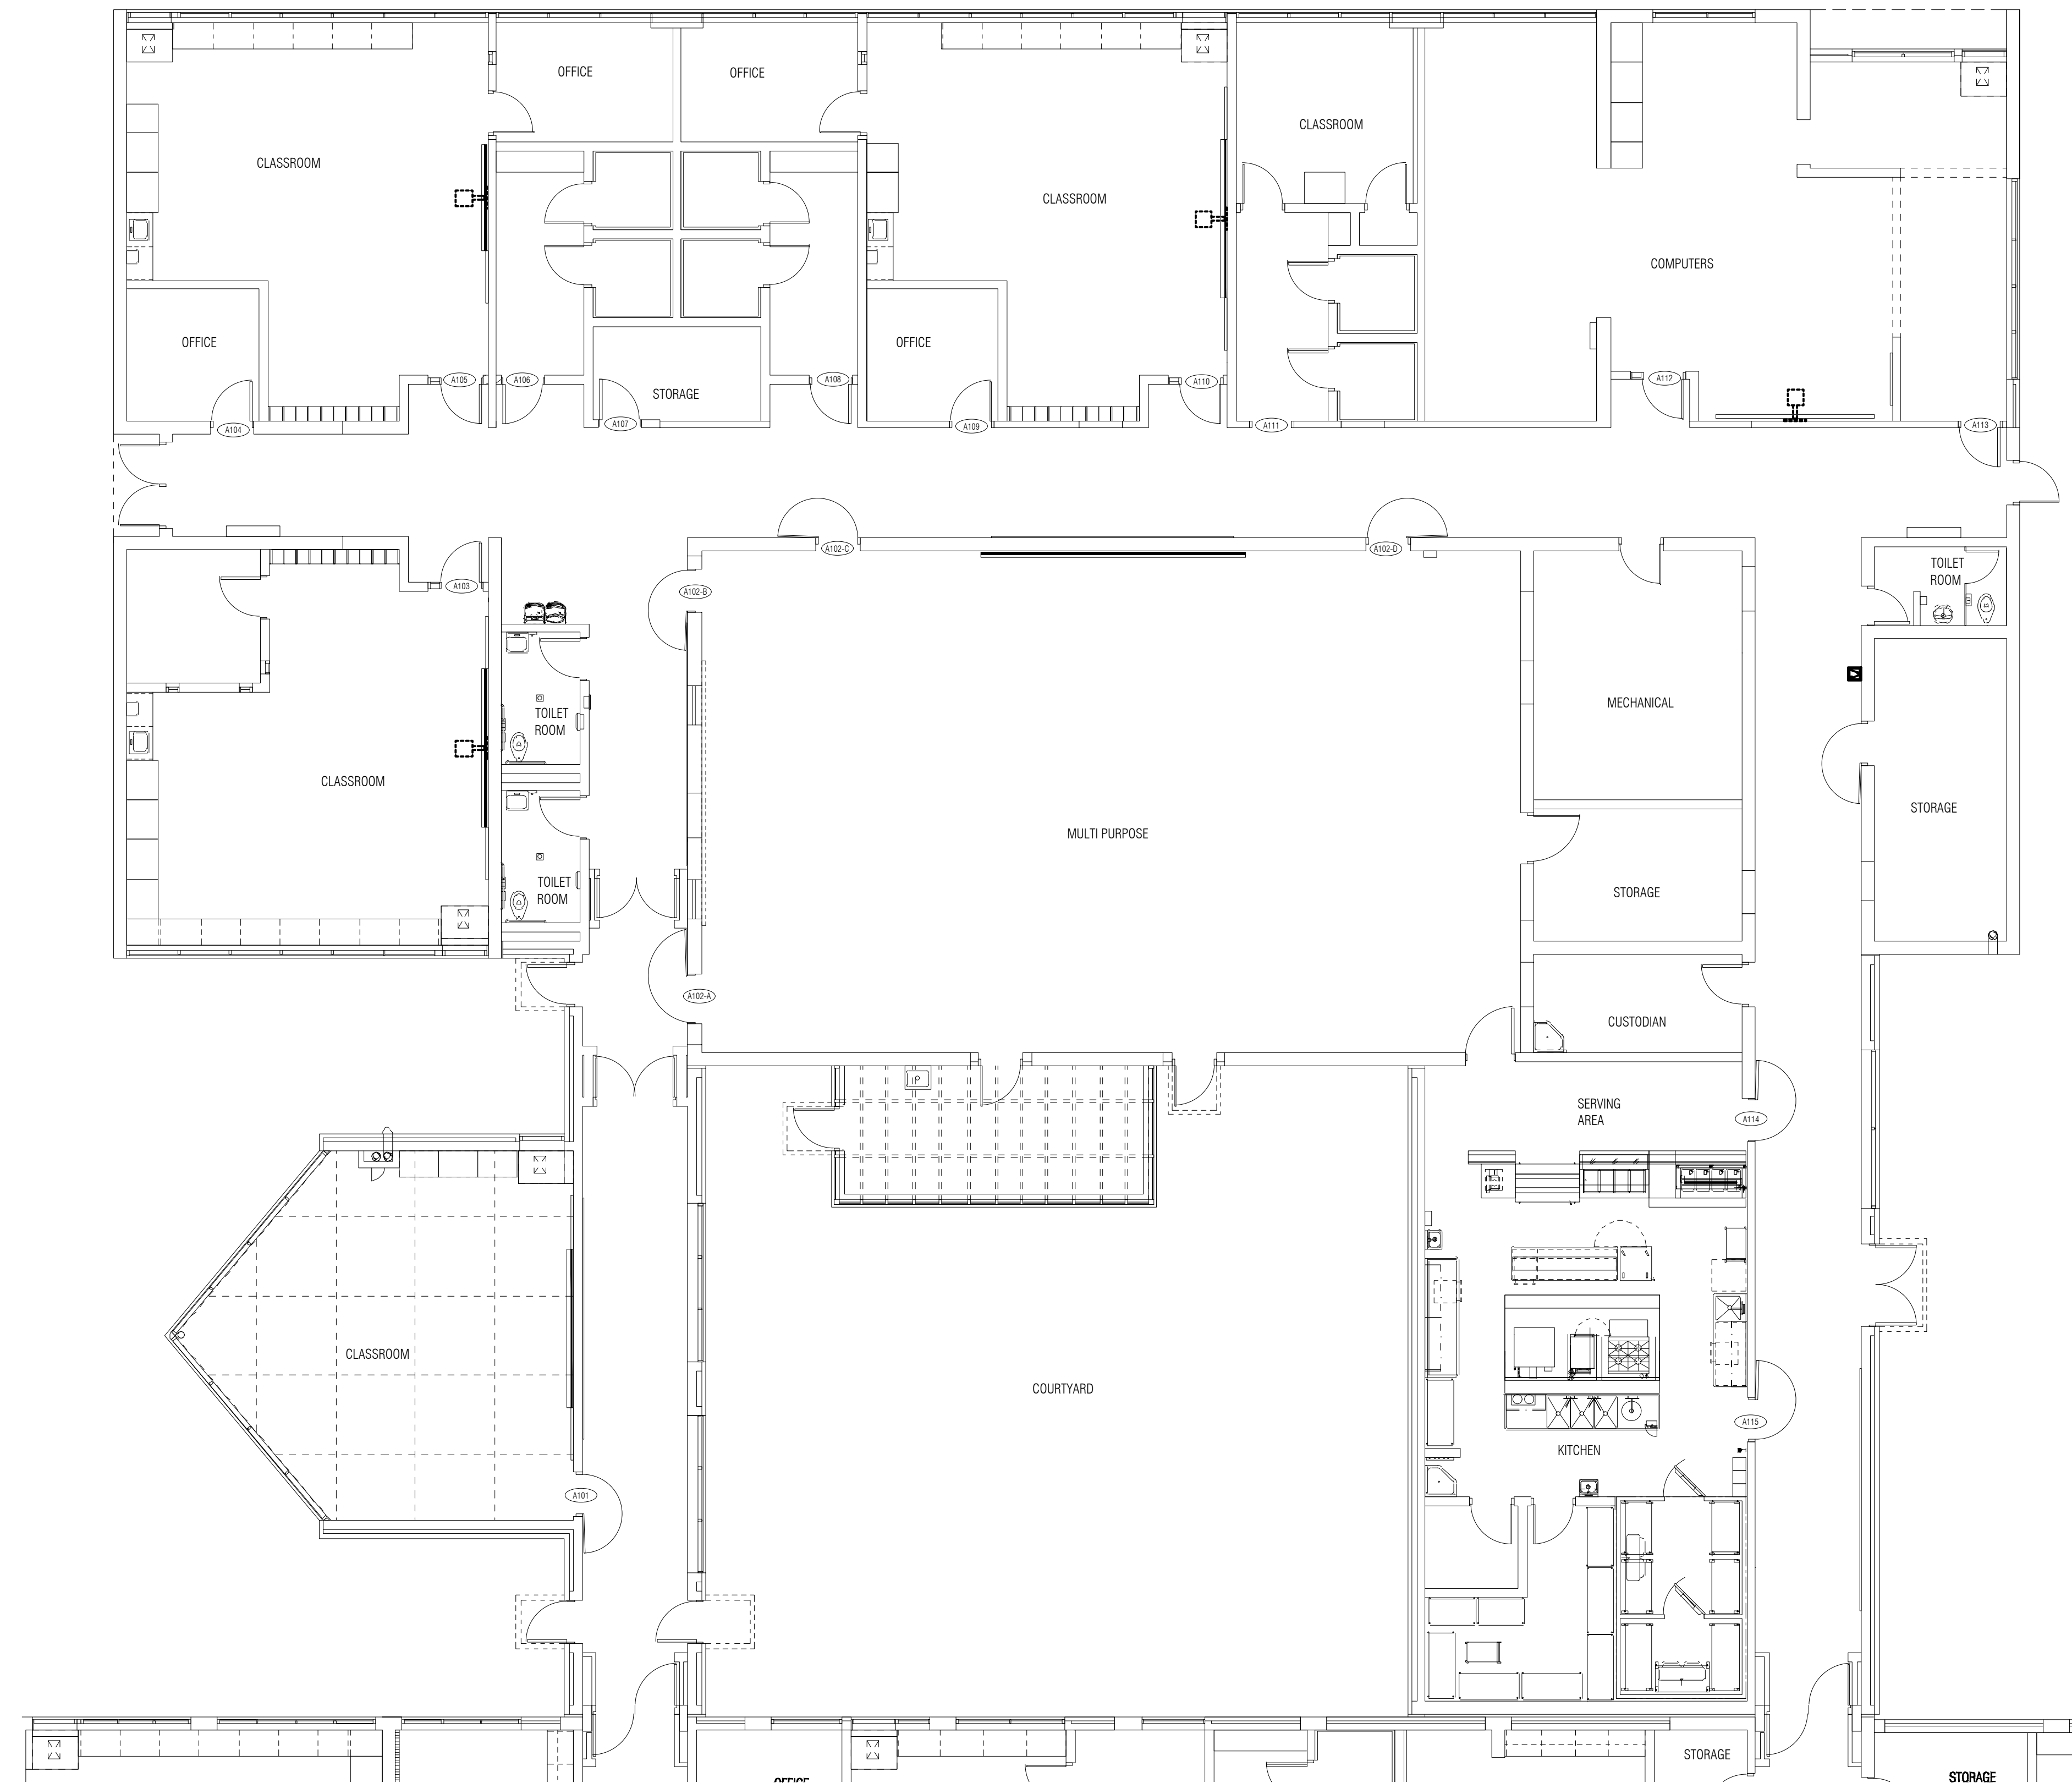 OFFICE
OFFICE
CLASSROOM
CLASSROOM
CLASSROOM
COMPUTERS
OFFICE
OFFICE
STORAGE
A104
A105
A106
A107
A108
A109
A110
A111
A112
A113
A102-C
A102-D
A103
A102-B
TOILET
ROOM
TOILET
ROOM
TOILET
ROOM
MECHANICAL
CLASSROOM
MULTI PURPOSE
STORAGE
STORAGE
A102-A
CUSTODIAN
SERVING
AREA
A114
CLASSROOM
COURTYARD
A115
KITCHEN
A101
STORAGE
OFFICE
STORAGE